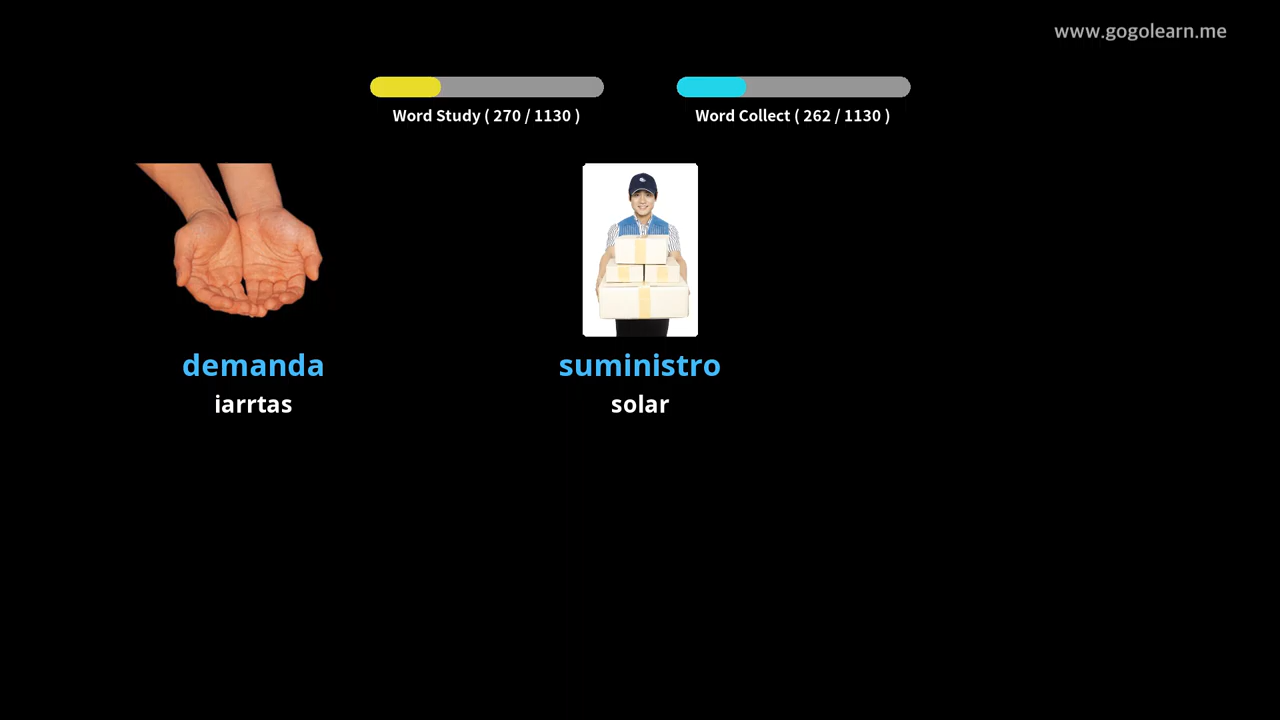 www.gogolearn.me
Word Study ( 270 / 1130 )
Word Collect ( 262 / 1130 )
demanda
iarrtas
suministro
solar